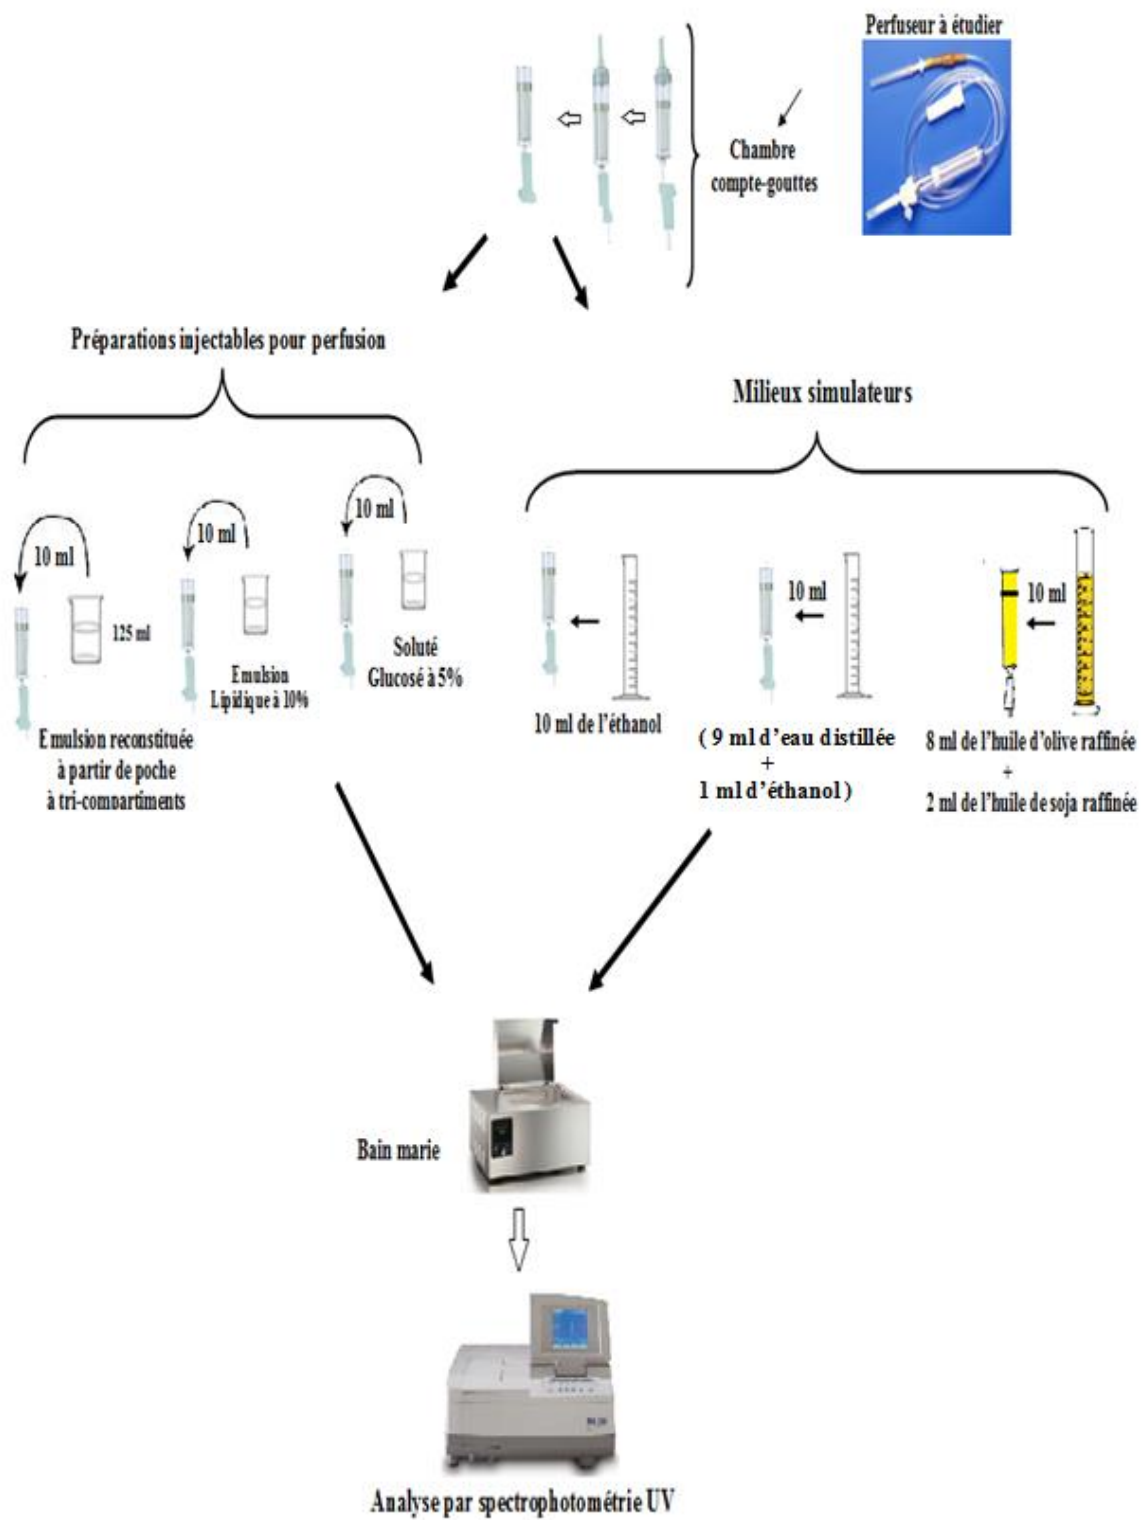 Perfuseur à étudier
Chambre
compte-gouttes
Préparations injectables pour perfusion
Milieux simulateurs
10 ml
10 ml
10 ml
125 ml
Emulsion reconstituée
à partir de poche
à tri-compartiments
Emulsion
Lipidique à 10%
Soluté
Glucosé à 5%
10 ml de l'éthanol
10 ml
( 9 ml d'eau distillée
+
1 ml d'éthanol )
10 ml
8 ml de l'huile d'olive raffinée
+
2 ml de l'huile de soja raffinée
Bain marie
Analyse par spectrophotométrie UV